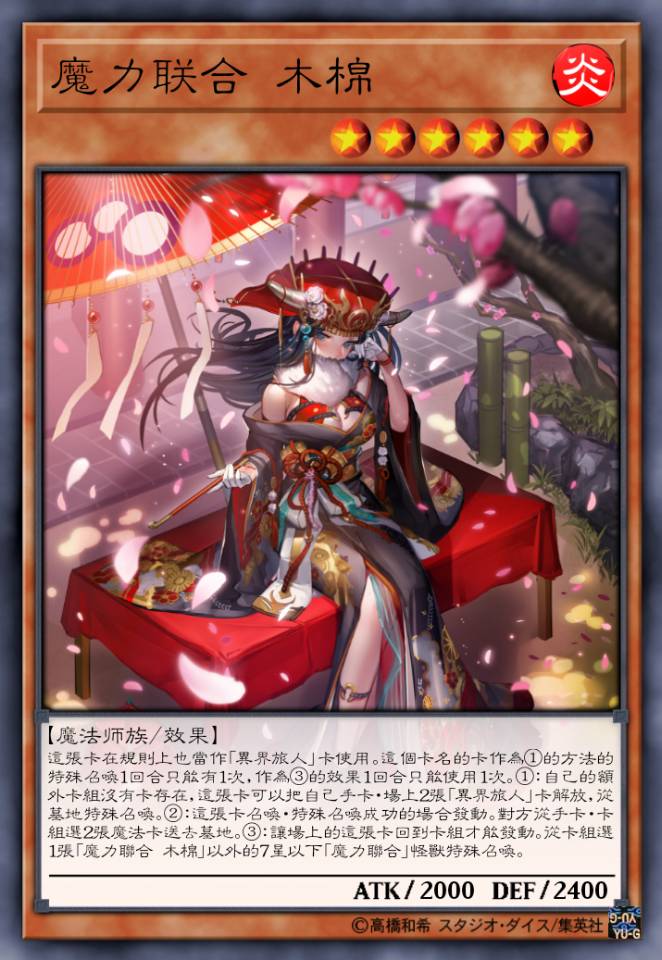 魔力联合 木棉
炎
【魔法师族/效果】
這張卡在規則上也當作「異界旅人」卡使用。這個卡名的卡作為①的方法的
特殊召喚1回合只能有1次，作為③的效果1回合只能使用1次。①：自己的額
外卡組沒有卡存在，這張卡可以把自己手卡・場上2張「異界旅人」卡解放，從
墓地特殊召喚。②：這張卡召喚・特殊召喚成功的場合發動。對方從手卡・卡
組選2張魔法卡送去墓地。③：讓場上的這張卡回到卡組才能發動。從卡組選
1張「魔力聯合 木棉」以外的7星以下「魔力聯合」怪獸特殊召喚。
ATK/2000 DEF/2400
©高橋和希 スタジオ・ダイス/集英社